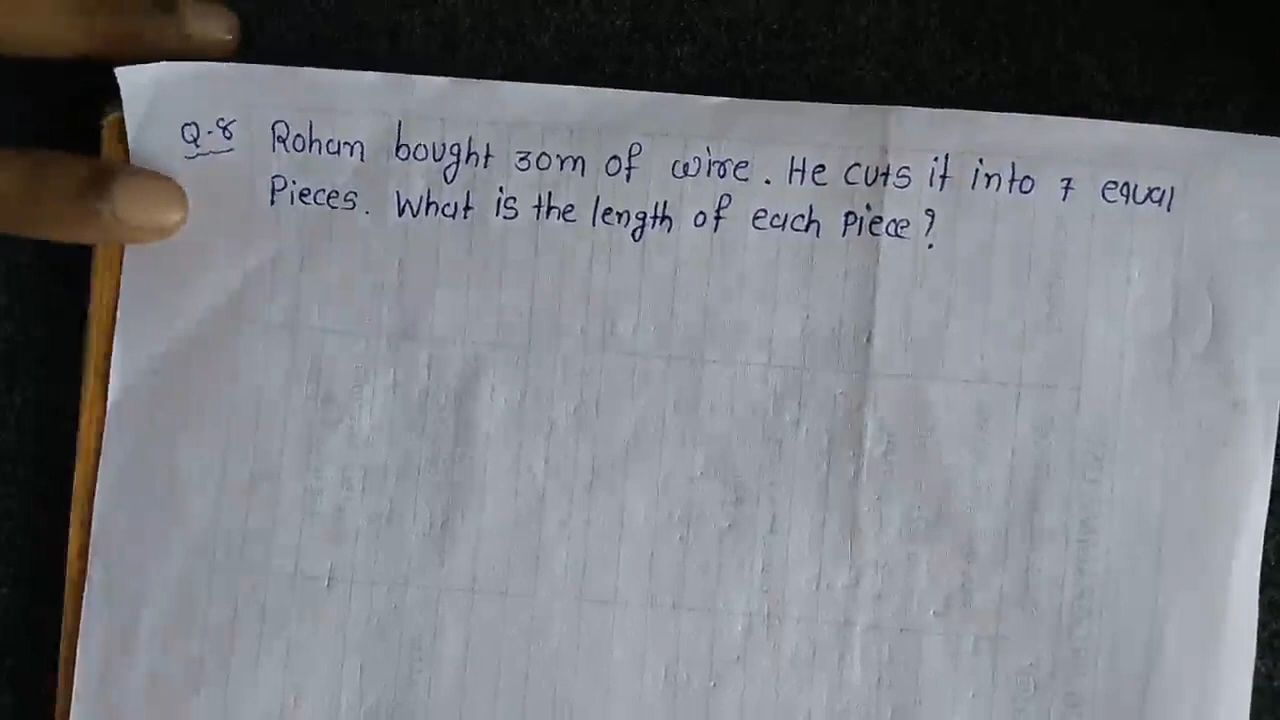 Q.8 Rohan bought 30m of wire. He cuts it into 7 equal
Pieces. What is the length of each Piece?